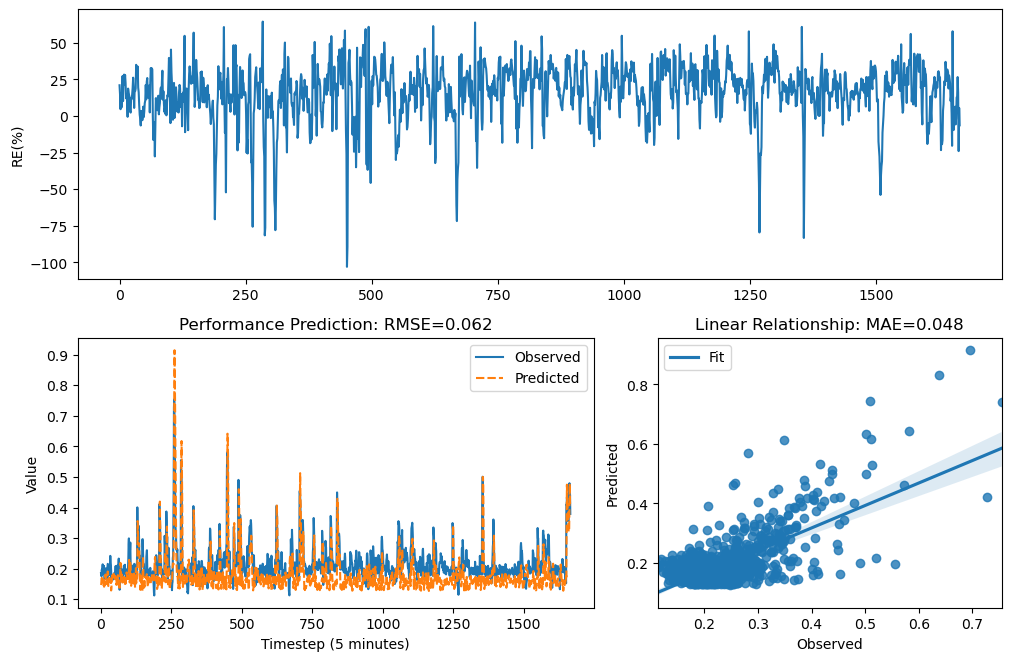 50
25
0
−25
−50
−75
−100
RE(%)
0 250 500 750 1000 1250 1500
Performance Prediction: RMSE=0.062
0.9
0.8
0.7
0.6
0.5
0.4
0.3
0.2
0.1
Value
Observed
Predicted
0 250 500 750 1000 1250 1500
Timestep (5 minutes)
Linear Relationship: MAE=0.048
Fit
0.8
0.6
0.4
0.2
Predicted
0.2 0.3 0.4 0.5 0.6 0.7
Observed